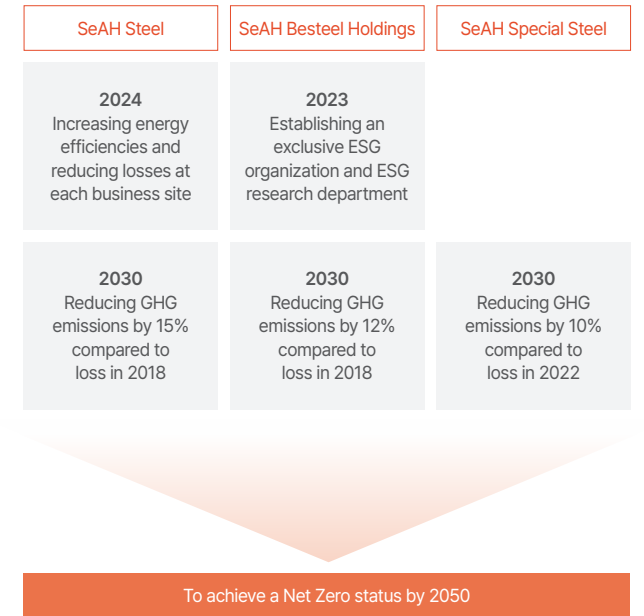 SeAH Steel
SeAH Besteel Holdings
SeAH Special Steel
2024
Increasing energy
efficiencies and
reducing losses at
each business site
2023
Establishing an
exclusive ESG
organization and ESG
research department
2030
Reducing GHG
emissions by 15%
compared to
loss in 2018
2030
Reducing GHG
emissions by 12%
compared to
loss in 2018
2030
Reducing GHG
emissions by 10%
compared to
loss in 2022
To achieve a Net Zero status by 2050